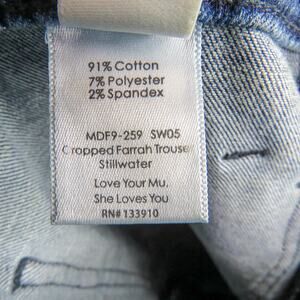 91% Cotton
7% Polyester
2% Spandex
MDF9-259 SW05
Cropped Farrah Trouser
Stillwater
Love Your Mu.
She Loves You
RN# 133910